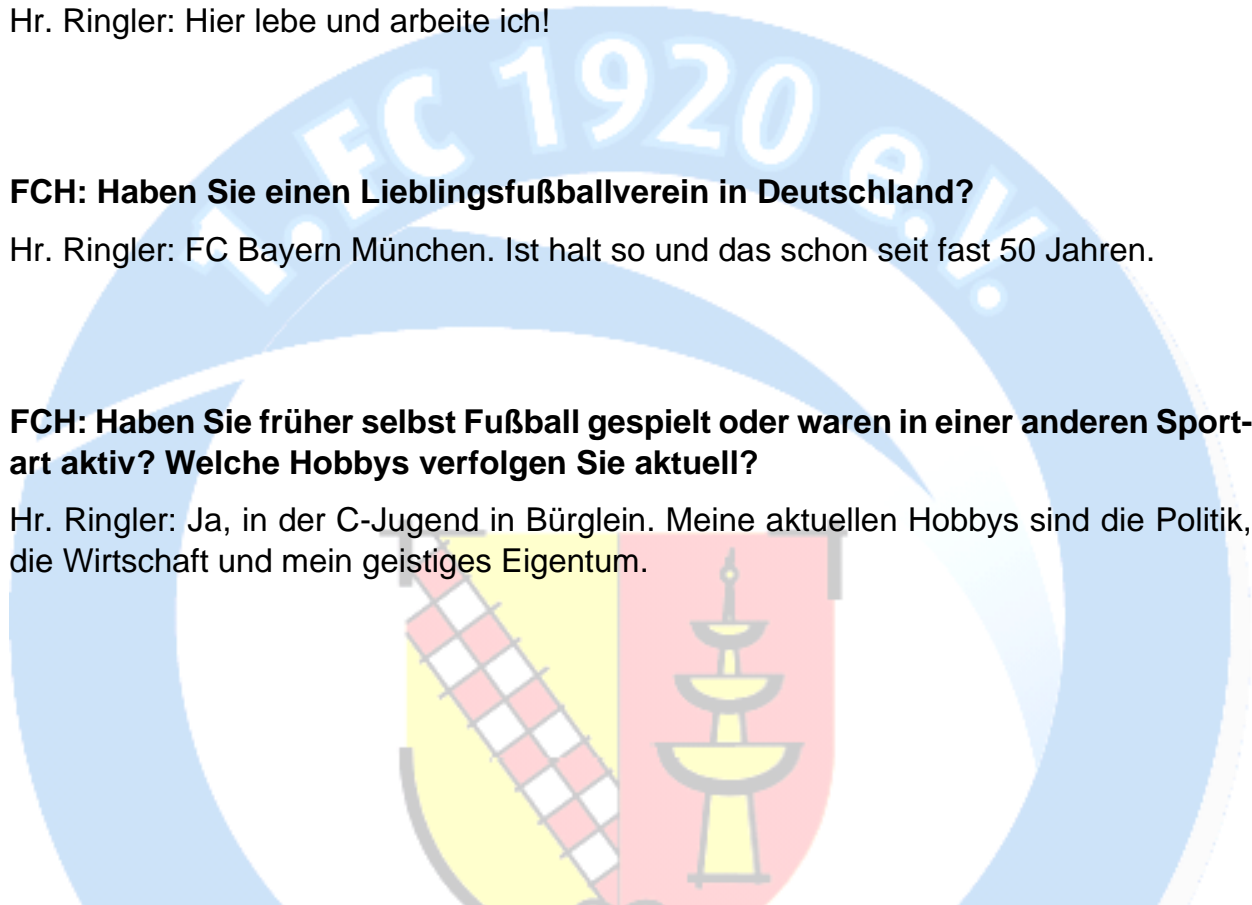 Hr. Ringler: Hier lebe und arbeite ich!
1.FC 1920 e.V.
FCH: Haben Sie einen Lieblingsfußballverein in Deutschland?
Hr. Ringler: FC Bayern München. Ist halt so und das schon seit fast 50 Jahren.
FCH: Haben Sie früher selbst Fußball gespielt oder waren in einer anderen Sport-
art aktiv? Welche Hobbys verfolgen Sie aktuell?
Hr. Ringler: Ja, in der C-Jugend in Bürglein. Meine aktuellen Hobbys sind die Politik,
die Wirtschaft und mein geistiges Eigentum.